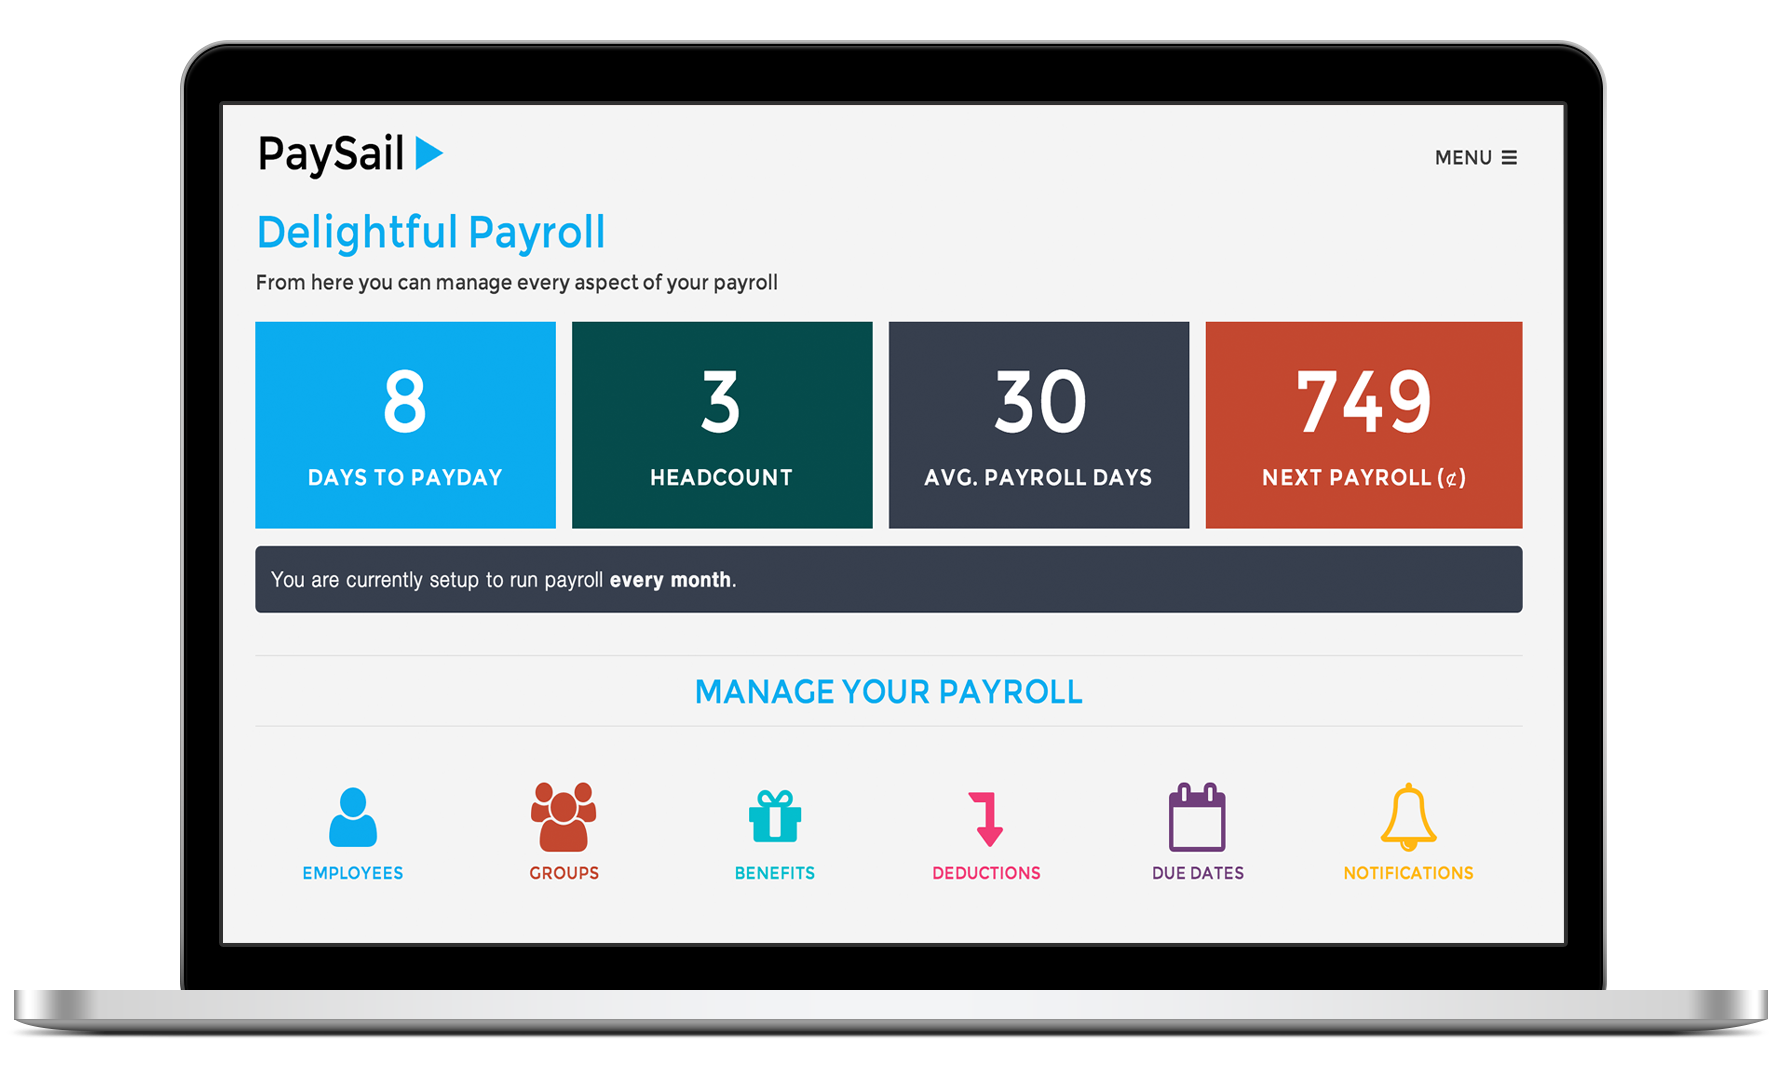 PaySail
MENU
Delightful Payroll
From here you can manage every aspect of your payroll
8
DAYS TO PAYDAY
3
HEADCOUNT
30
AVG. PAYROLL DAYS
749
NEXT PAYROLL (¢)
You are currently setup to run payroll every month.
MANAGE YOUR PAYROLL
EMPLOYEES
GROUPS
BENEFITS
DEDUCTIONS
DUE DATES
NOTIFICATIONS